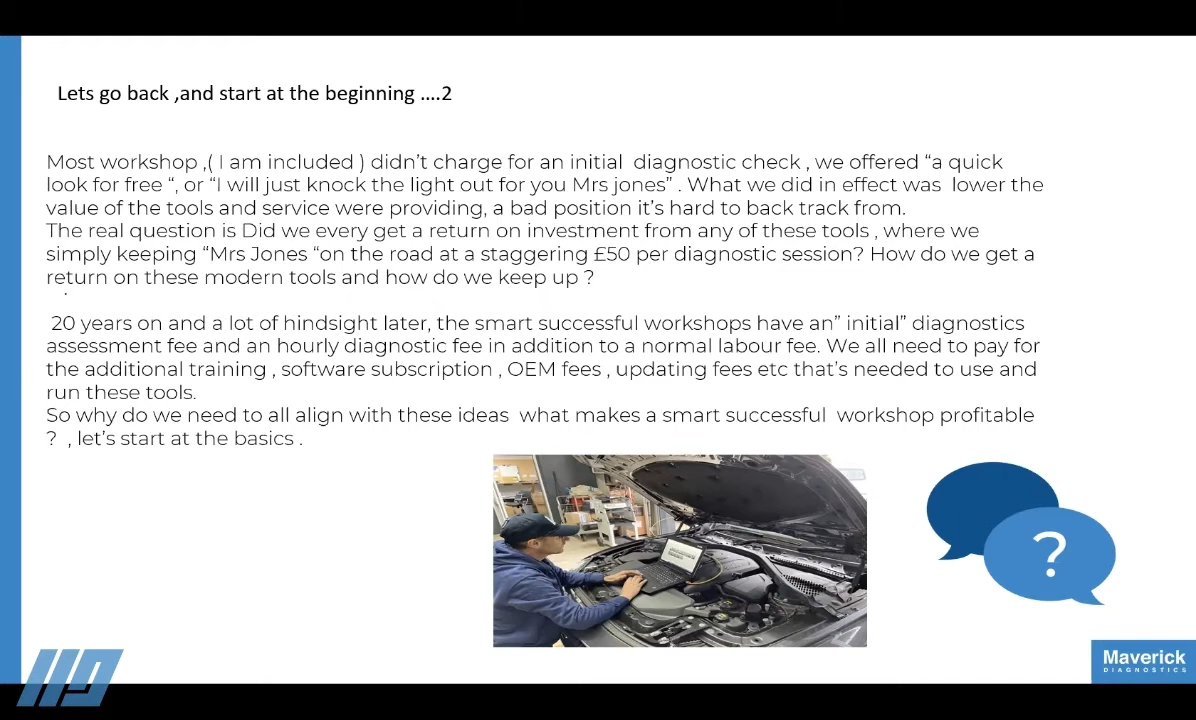 Lets go back ,and start at the beginning ....2
Most workshop ,( I am included ) didn’t charge for an initial  diagnostic check , we offered “a quick
look for free “, or “I will just knock the light out for you Mrs jones” . What we did in effect was  lower the
value of the tools and service were providing, a bad position it’s hard to back track from.
The real question is Did we every get a return on investment from any of these tools , where we
simply keeping “Mrs Jones “on the road at a staggering £50 per diagnostic session? How do we get a
return on these modern tools and how do we keep up ?
.
20 years on and a lot of hindsight later, the smart successful workshops have an” initial” diagnostics
assessment fee and an hourly diagnostic fee in addition to a normal labour fee. We all need to pay for
the additional training , software subscription , OEM fees , updating fees etc that’s needed to use and
run these tools.
So why do we need to all align with these ideas  what makes a smart successful  workshop profitable
?  , let’s start at the basics .
?
Maverick
DIAGNOSTICS